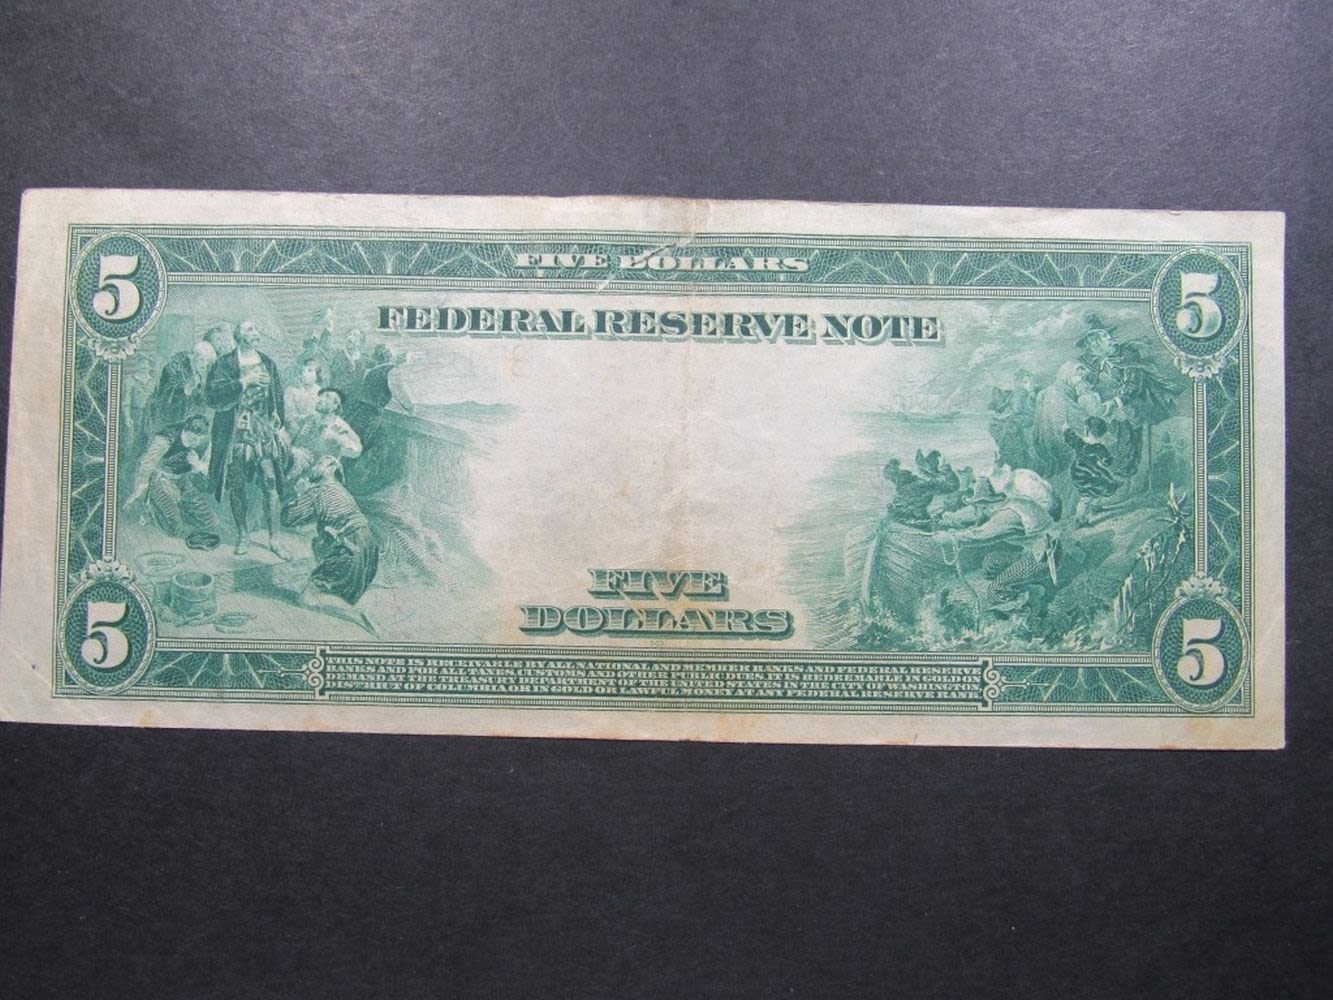 FIVE DOLLARS
5
5
FEDERAL RESERVE NOTE
FIVE
DOLLARS
5
5
THIS NOTE IS RECEIVABLE BY ALL NATIONAL AND MEMBER BANKS AND FEDERAL RESERVE
BANKS AND FOR ALL TAXES, CUSTOMS AND OTHER PUBLIC DUES. IT IS REDEEMABLE IN GOLD ON
DEMAND AT THE TREASURY DEPARTMENT OF THE UNITED STATES IN THE CITY OF WASHINGTON
DISTRICT OF COLUMBIA OR IN GOLD OR LAWFUL MONEY AT ANY FEDERAL RESERVE BANK.